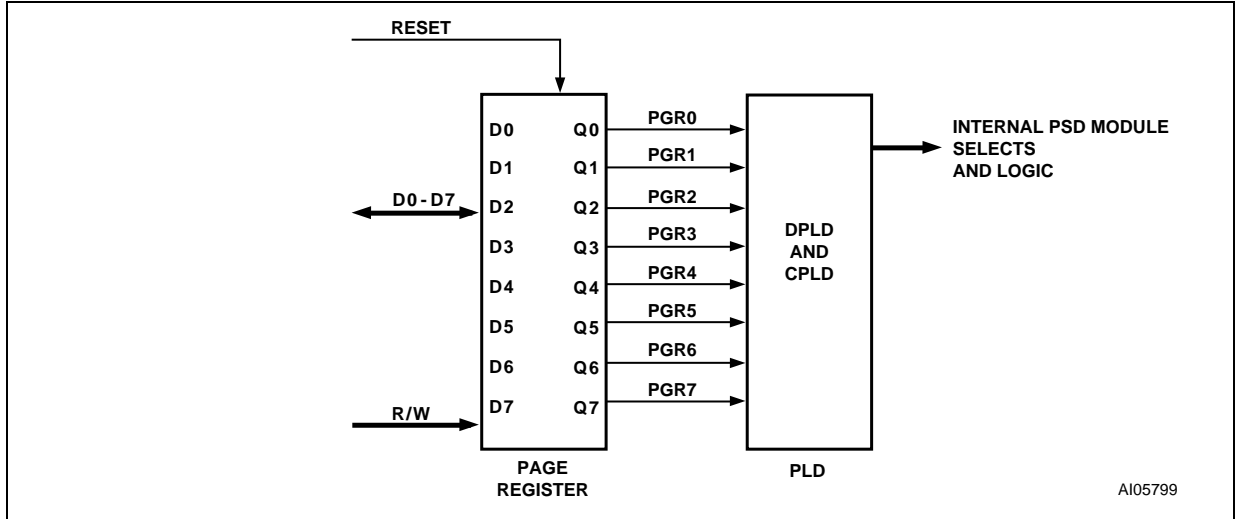 RESET
D0 Q0 PGR0
D1 Q1 PGR1
D0-D7 D2 Q2 PGR2
D3 Q3 PGR3
D4 Q4 PGR4
D5 Q5 PGR5
D6 Q6 PGR6
R/W D7 Q7 PGR7
DPLD
AND
CPLD
INTERNAL PSD MODULE
SELECTS
AND LOGIC
PAGE
REGISTER
PLD
AI05799